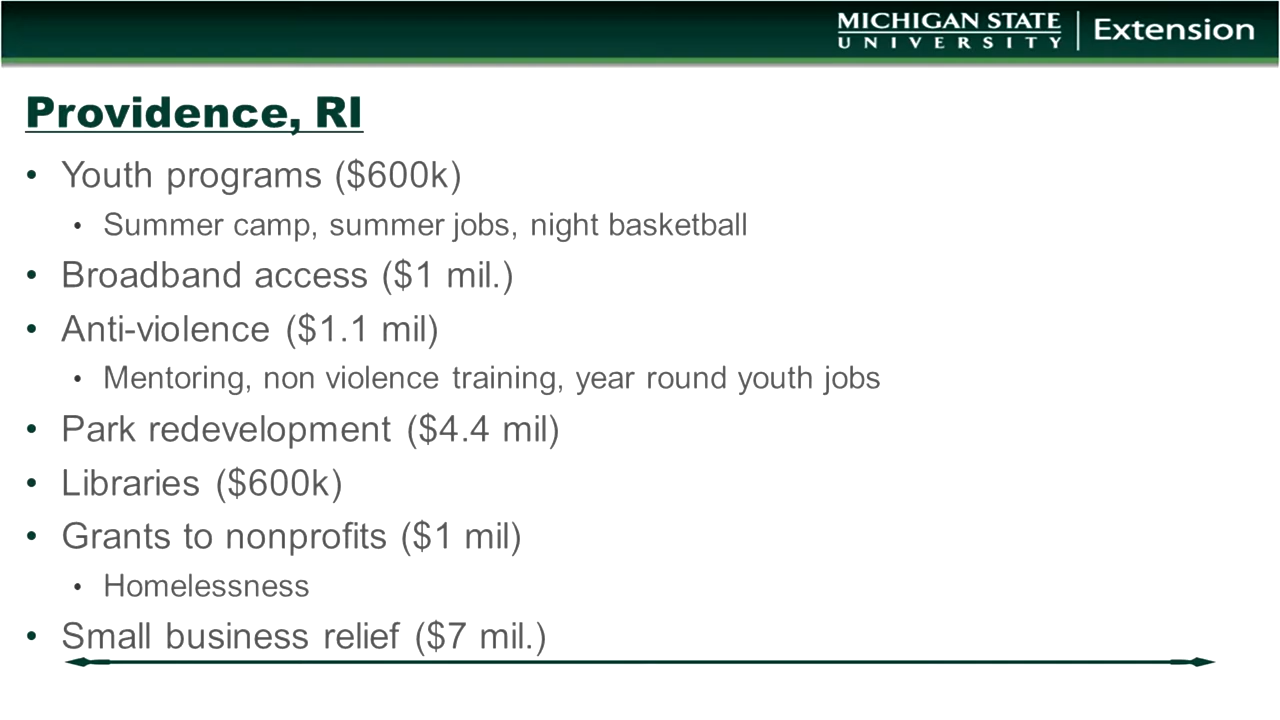 MICHIGAN STATE
UNIVERSITY
Extension
Providence, RI
• Youth programs ($600k)
• Summer camp, summer jobs, night basketball
• Broadband access ($1 mil.)
• Anti-violence ($1.1 mil)
• Mentoring, non violence training, year round youth jobs
• Park redevelopment ($4.4 mil)
• Libraries ($600k)
• Grants to nonprofits ($1 mil)
• Homelessness
• Small business relief ($7 mil.)